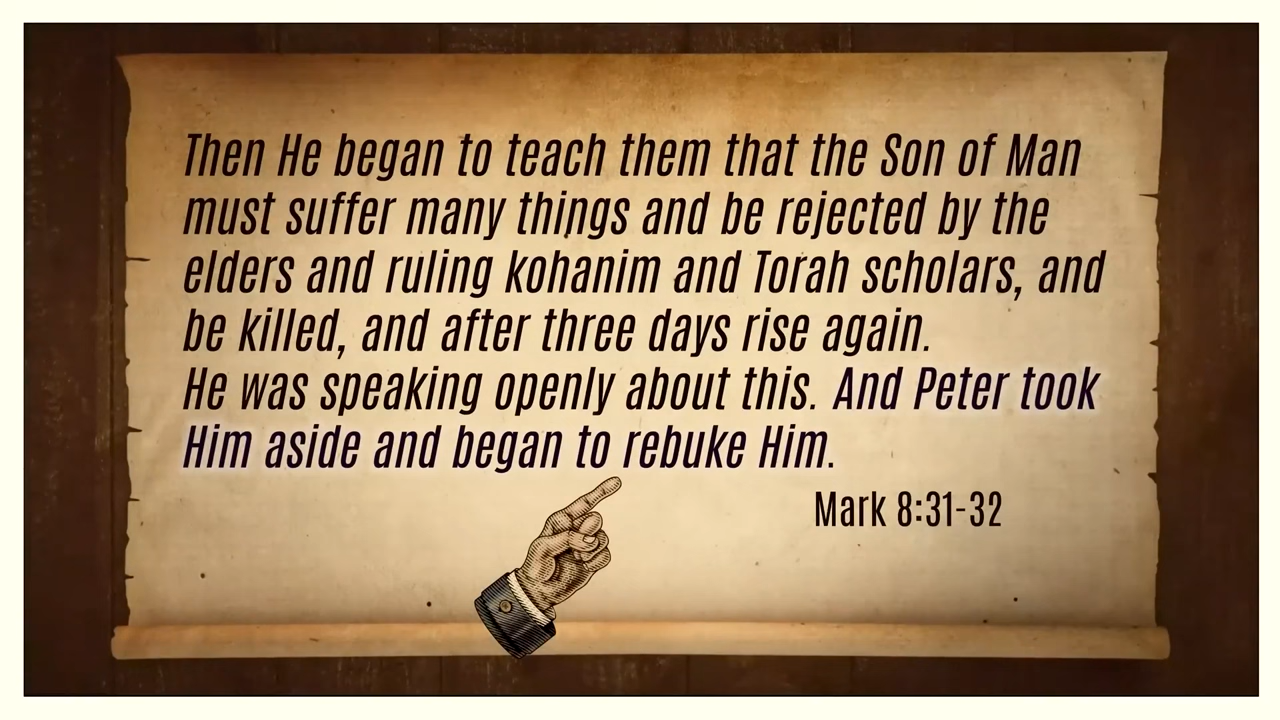 Then He began to teach them that the Son of Man
must suffer many things and be rejected by the
elders and ruling kohanim and Torah scholars, and
be killed, and after three days rise again.
He was speaking openly about this. And Peter took
Him aside and began to rebuke Him.
Mark 8:31-32